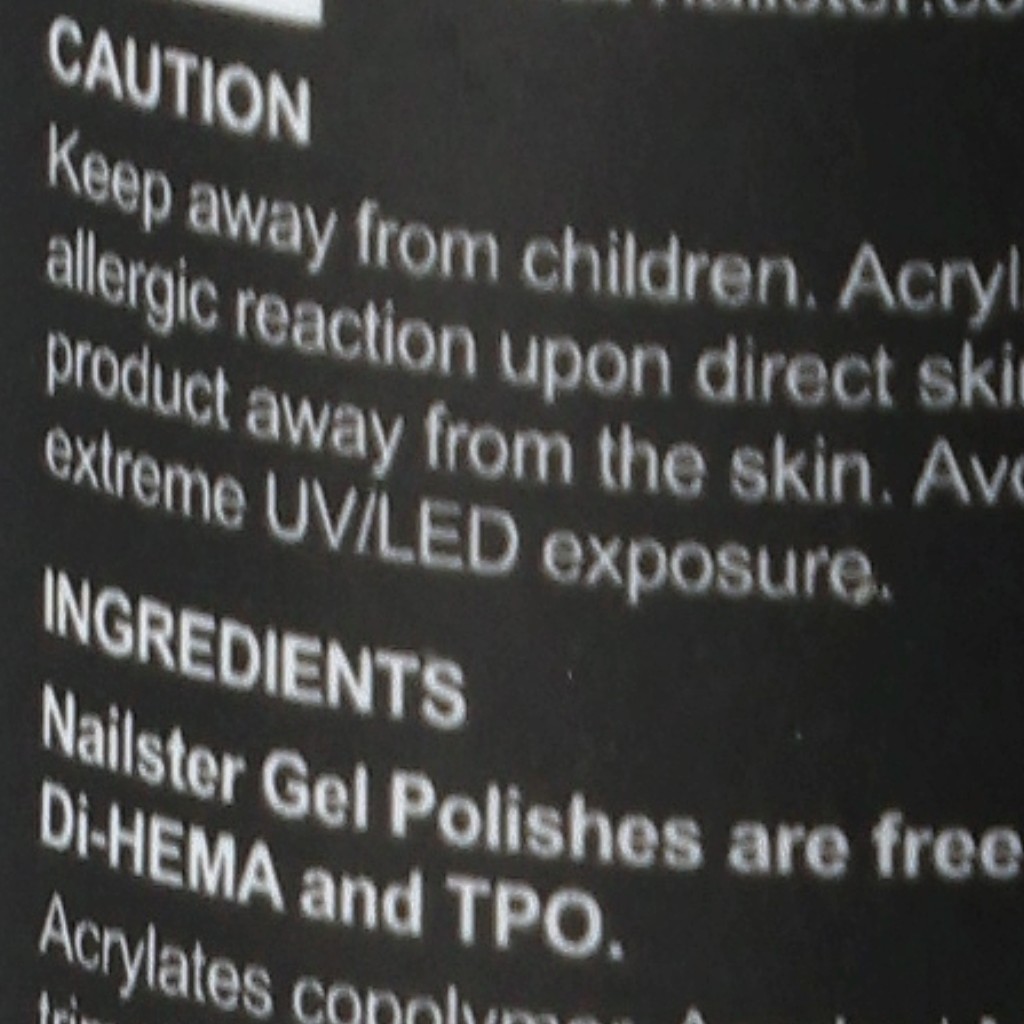 CAUTION
Keep away from children. Acryl
allergic reaction upon direct skin
product away from the skin. Avo
extreme UV/LED exposure.
INGREDIENTS
Nailster Gel Polishes are free
Di-HEMA and TPO.
Acrylates